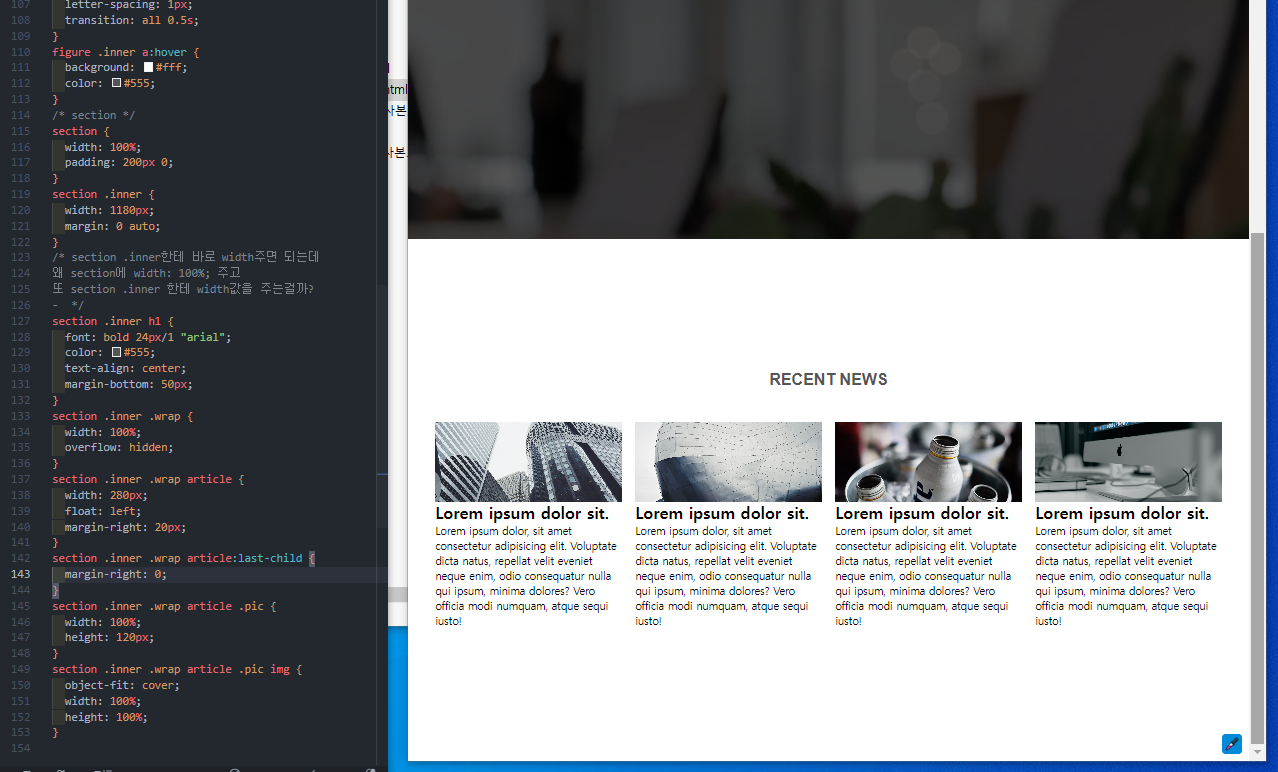 107 letter-spacing: 1px;
108 transition: all 0.5s;
109 }
110 figure .inner a:hover {
111 background: #fff;
112 color: #555;
113 }
114 /* section */
115 section {
116 width: 100%;
117 padding: 200px 0;
118 }
119 section .inner {
120 width: 1180px;
121 margin: 0 auto;
122 }
123 /* section .inner한테 바로 width주면 되는데
124 왜 section에 width: 100%; 주고
125 또 section .inner 한테 width값을 주는걸까?
126 - */
127 section .inner h1 {
128 font: bold 24px/1 "arial";
129 color: #555;
130 text-align: center;
131 margin-bottom: 50px;
132 }
133 section .inner .wrap {
134 width: 100%;
135 overflow: hidden;
136 }
137 section .inner .wrap article {
138 width: 280px;
139 float: left;
140 margin-right: 20px;
141 }
142 section .inner .wrap article:last-child {
143 margin-right: 0;
144 }
145 section .inner .wrap article .pic {
146 width: 100%;
147 height: 120px;
148 }
149 section .inner .wrap article .pic img {
150 object-fit: cover;
151 width: 100%;
152 height: 100%;
153 }
154
html
사본
사본
RECENT NEWS
Lorem ipsum dolor sit.
Lorem ipsum dolor, sit amet
consectetur adipisicing elit. Voluptate
dicta natus, repellat velit eveniet
neque enim, odio consequatur nulla
qui ipsum, minima dolores? Vero
officia modi numquam, atque sequi
iusto!
Lorem ipsum dolor sit.
Lorem ipsum dolor, sit amet
consectetur adipisicing elit. Voluptate
dicta natus, repellat velit eveniet
neque enim, odio consequatur nulla
qui ipsum, minima dolores? Vero
officia modi numquam, atque sequi
iusto!
Lorem ipsum dolor sit.
Lorem ipsum dolor, sit amet
consectetur adipisicing elit. Voluptate
dicta natus, repellat velit eveniet
neque enim, odio consequatur nulla
qui ipsum, minima dolores? Vero
officia modi numquam, atque sequi
iusto!
Lorem ipsum dolor sit.
Lorem ipsum dolor, sit amet
consectetur adipisicing elit. Voluptate
dicta natus, repellat velit eveniet
neque enim, odio consequatur nulla
qui ipsum, minima dolores? Vero
officia modi numquam, atque sequi
iusto!